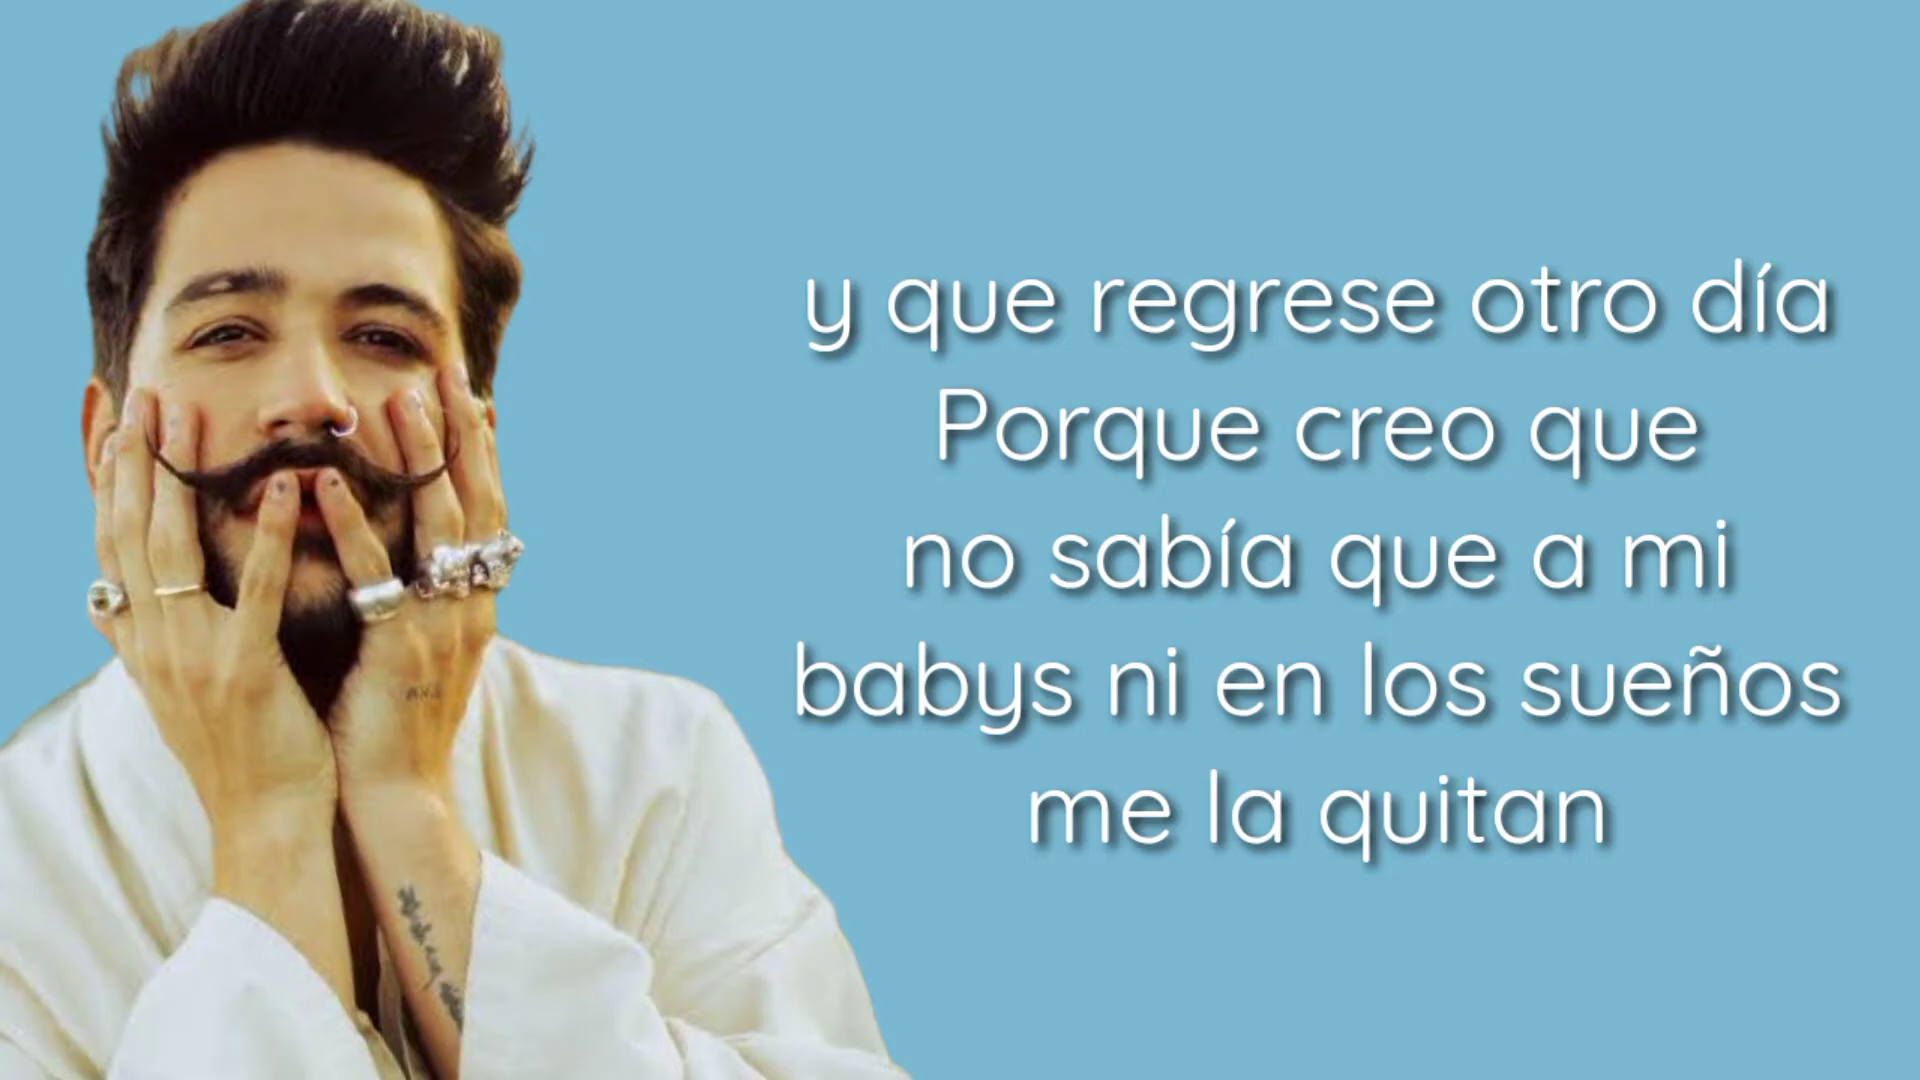 y que regrese otro día
Porque creo que
no sabía que a mi
babys ni en los sueños
me la quitan